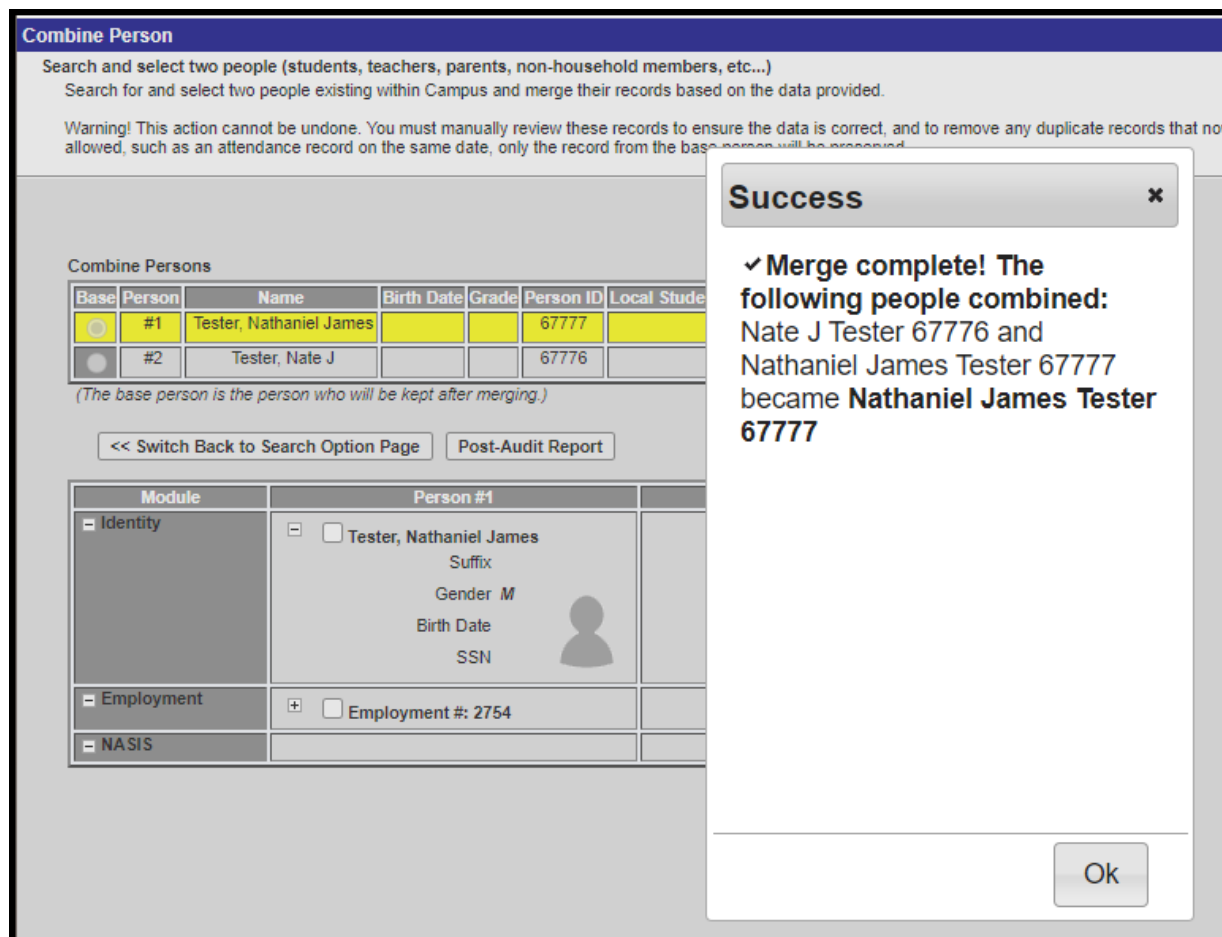 Combine Person
Search and select two people (students, teachers, parents, non-household members, etc...)
Search for and select two people existing within Campus and merge their records based on the data provided.
Warning! This action cannot be undone. You must manually review these records to ensure the data is correct, and to remove any duplicate records that
allowed, such as an attendance record on the same date, only the record from the base person will be preserved
Combine Persons
Base Person Name Birth Date Grade Person ID Local
#1 Tester, Nathaniel James 67777
#2 Tester, Nate J 67776
(The base person is the person who will be kept after merging.)
<< Switch Back to Search Option Page Post-Audit Report
Module Person #1
Identity
Tester, Nathaniel James
Suffix
Gender M
Birth Date
SSN
Employment Employment #: 2754
NASIS
Success
Merge complete! The
following people combined:
Nate J Tester 67776 and
Nathaniel James Tester 67777
became Nathaniel James Tester
67777
Ok